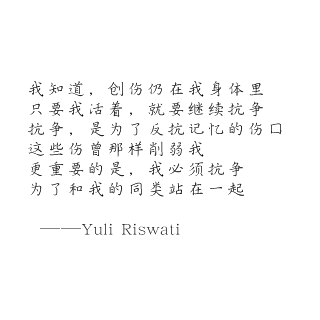 我知道，创伤仍在我身体里
只要我活着，就要继续抗争
抗争，是为了反抗记忆的伤口
这些伤曾那样削弱我
更重要的是，我必须抗争
为了和我的同类站在一起
———Yuli Riswati